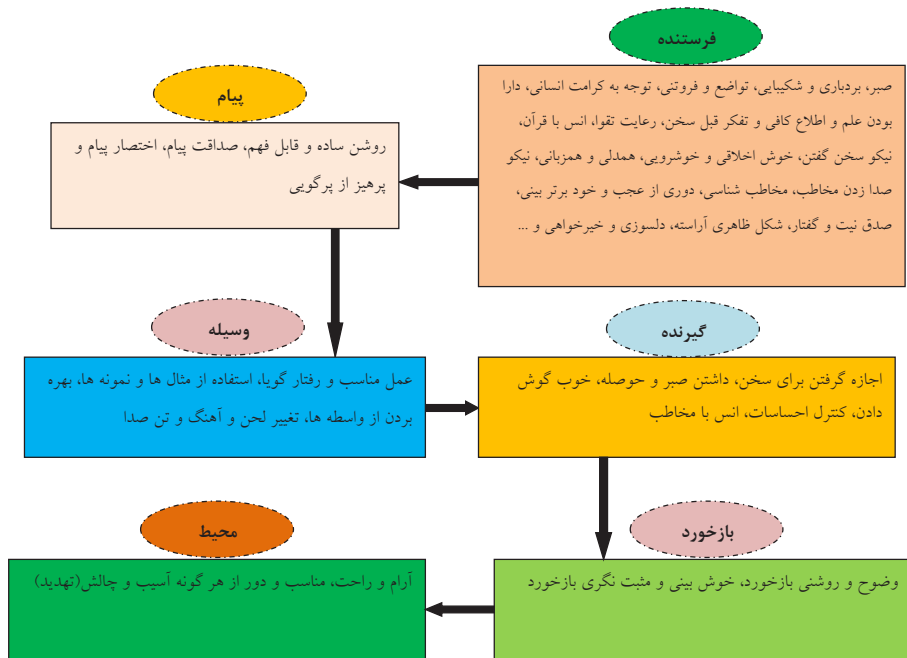 فرستنده
صبر، بردباری و شکیبایی، تواضع و فروتنی، توجه به کرامت انسانی، دارا
بودن علم و اطلاع کافی و تفکر قبل سخن، رعایت تقوا، انس با قرآن،
نیکو سخن گفتن، خوش اخلاقی و خوشرویی، همدلی و همزبانی، نیکو
صدا زدن مخاطب، مخاطب شناسی، دوری از عجب و خود برتر بینی،
صدق نیت و گفتار، شکل ظاهری آراسته، دلسوزی و خیرخواهی و ...
پیام
روشن ساده و قابل فهم، صداقت پیام، اختصار پیام و
پرهیز از پرگویی
وسیله
عمل مناسب و رفتار گویا، استفاده از مثال ها و نمونه ها، بهره
بردن از واسطه ها، تغییر لحن و آهنگ و تن صدا
گیرنده
اجازه گرفتن برای سخن، داشتن صبر و حوصله، خوب گوش
دادن، کنترل احساسات، انس با مخاطب
بازخورد
وضوح و روشنی بازخورد، خوش بینی و مثبت نگری بازخورد
محیط
آرام و راحت، مناسب و دور از هر گونه آسیب و چالش(تهدید)